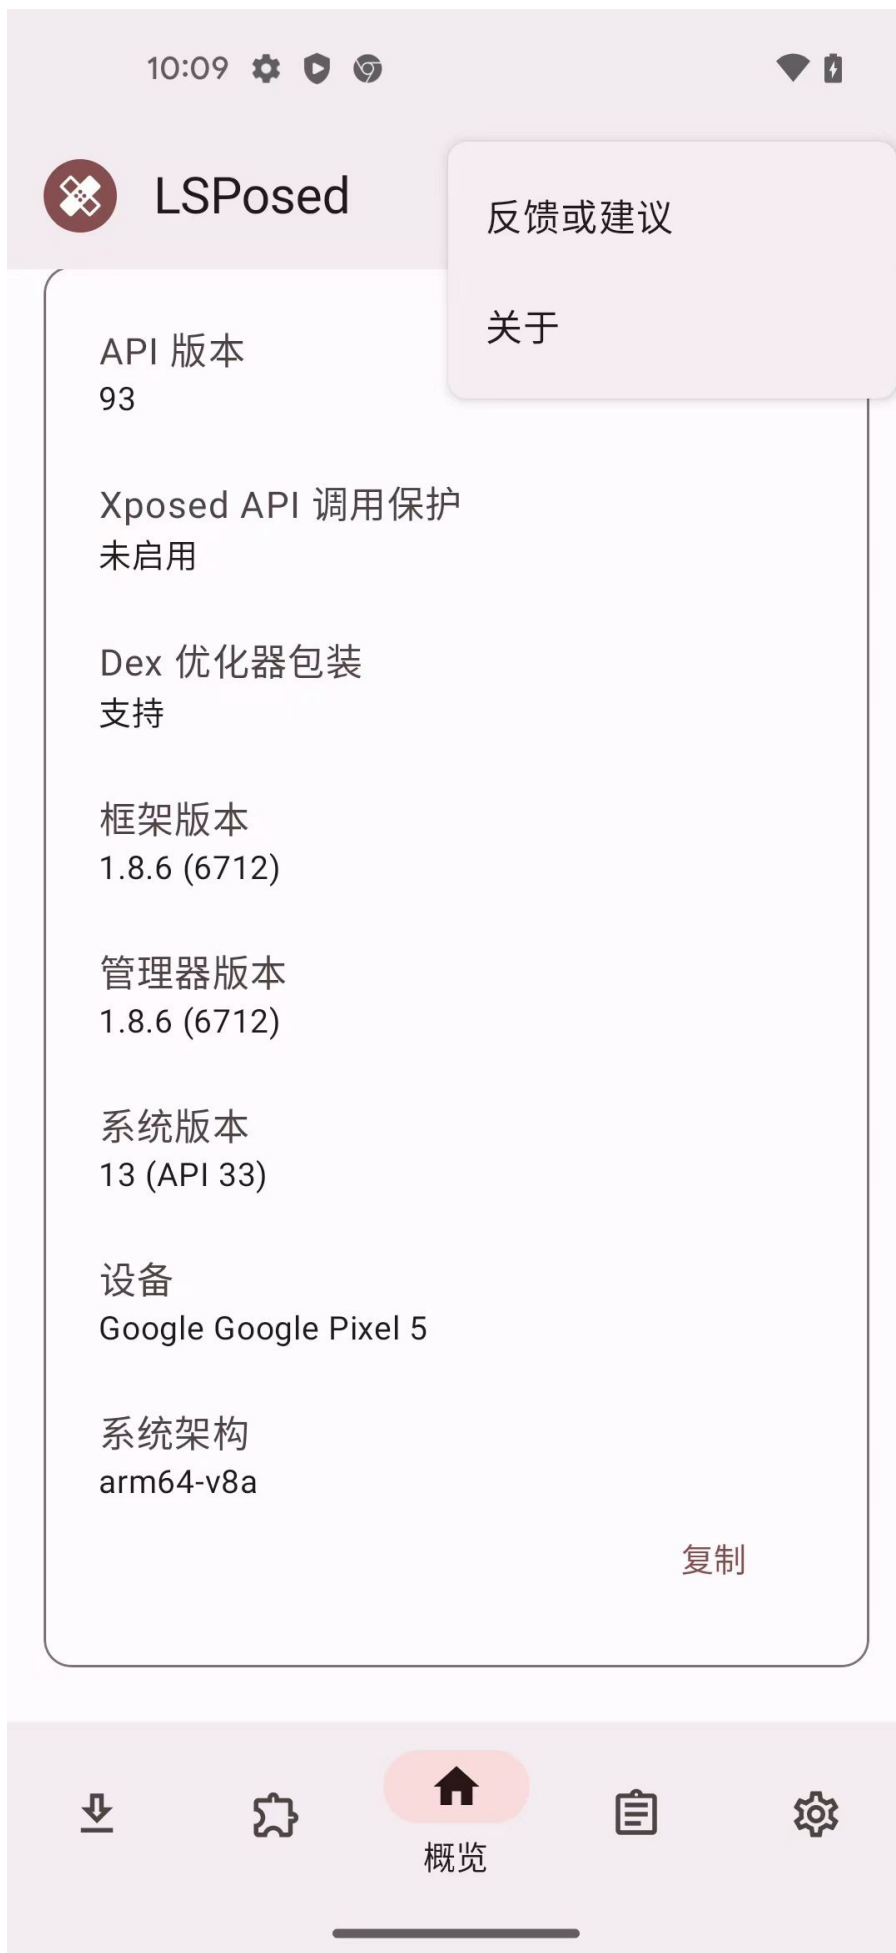 10:09
LSPosed
反馈或建议
关于
API 版本
93
Xposed API 调用保护
未启用
Dex 优化器包装
支持
框架版本
1.8.6 (6712)
管理器版本
1.8.6 (6712)
系统版本
13 (API 33)
设备
Google Google Pixel 5
系统架构
arm64-v8a
复制
概览